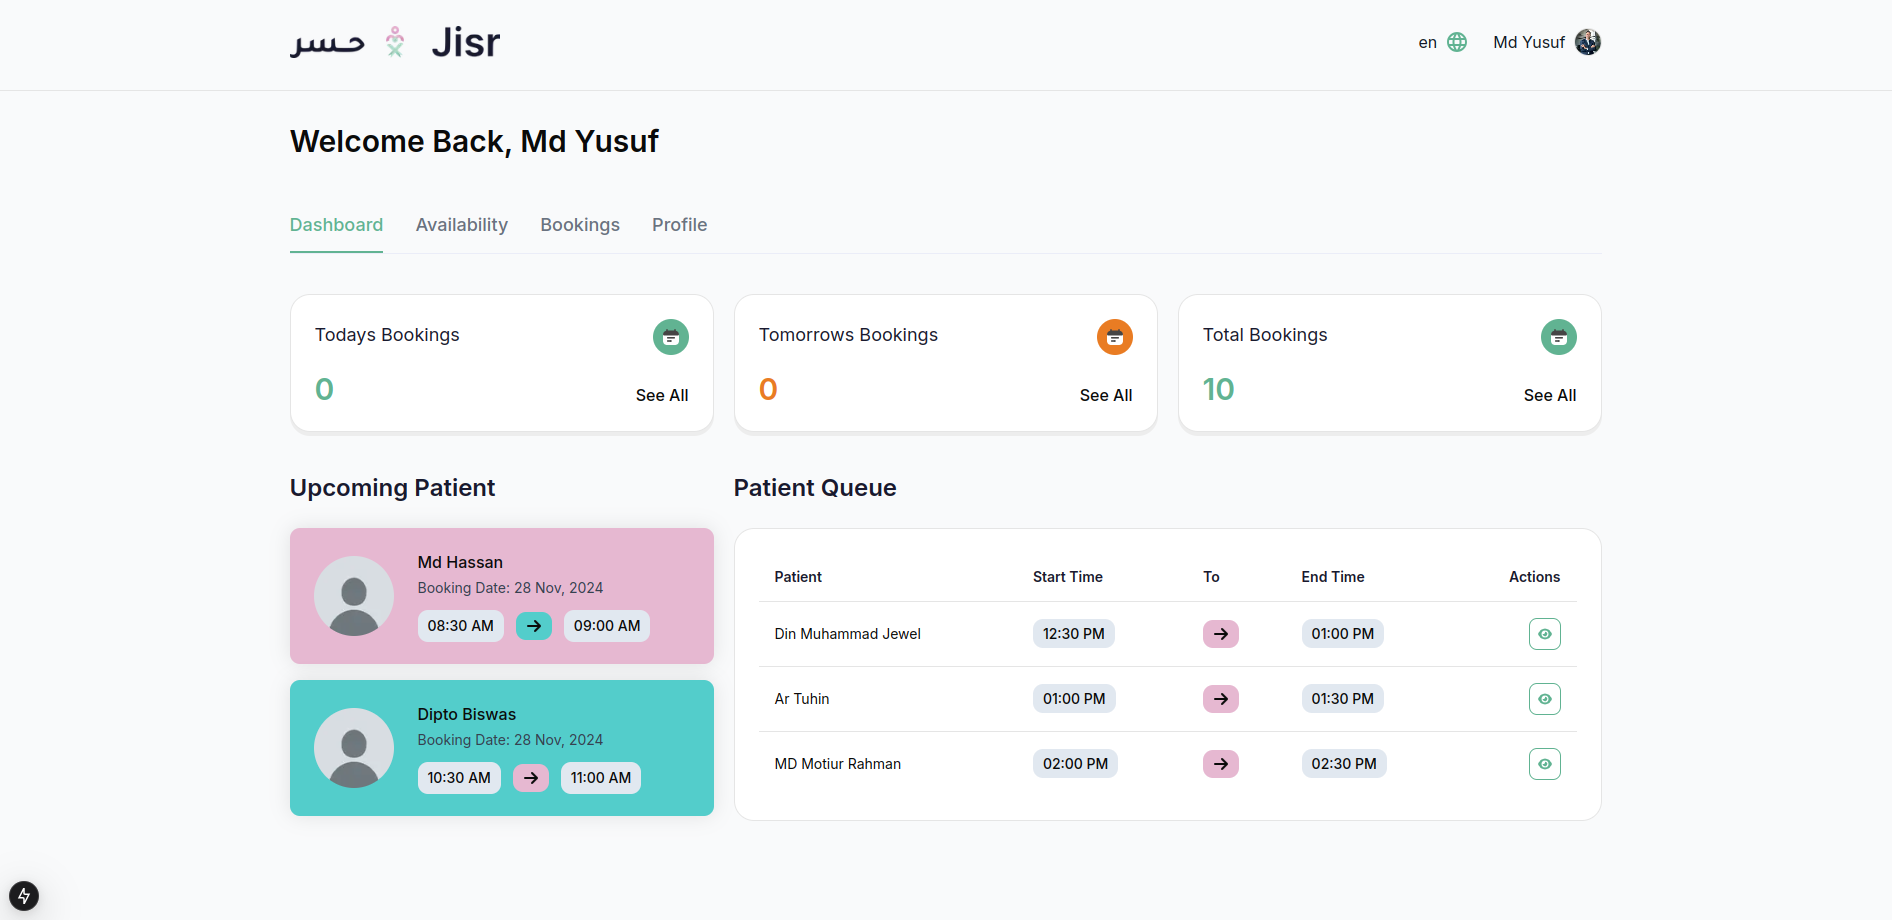 حسر Jisr
en Md Yusuf
Welcome Back, Md Yusuf
Dashboard Availability Bookings Profile
Todays Bookings
0 See All
Tomorrows Bookings
0 See All
Total Bookings
10 See All
Upcoming Patient
Md Hassan
Booking Date: 28 Nov, 2024
08:30 AM → 09:00 AM
Dipto Biswas
Booking Date: 28 Nov, 2024
10:30 AM → 11:00 AM
Patient Queue
Patient Start Time To End Time Actions
Din Muhammad Jewel 12:30 PM → 01:00 PM
Ar Tuhin 01:00 PM → 01:30 PM
MD Motiur Rahman 02:00 PM → 02:30 PM